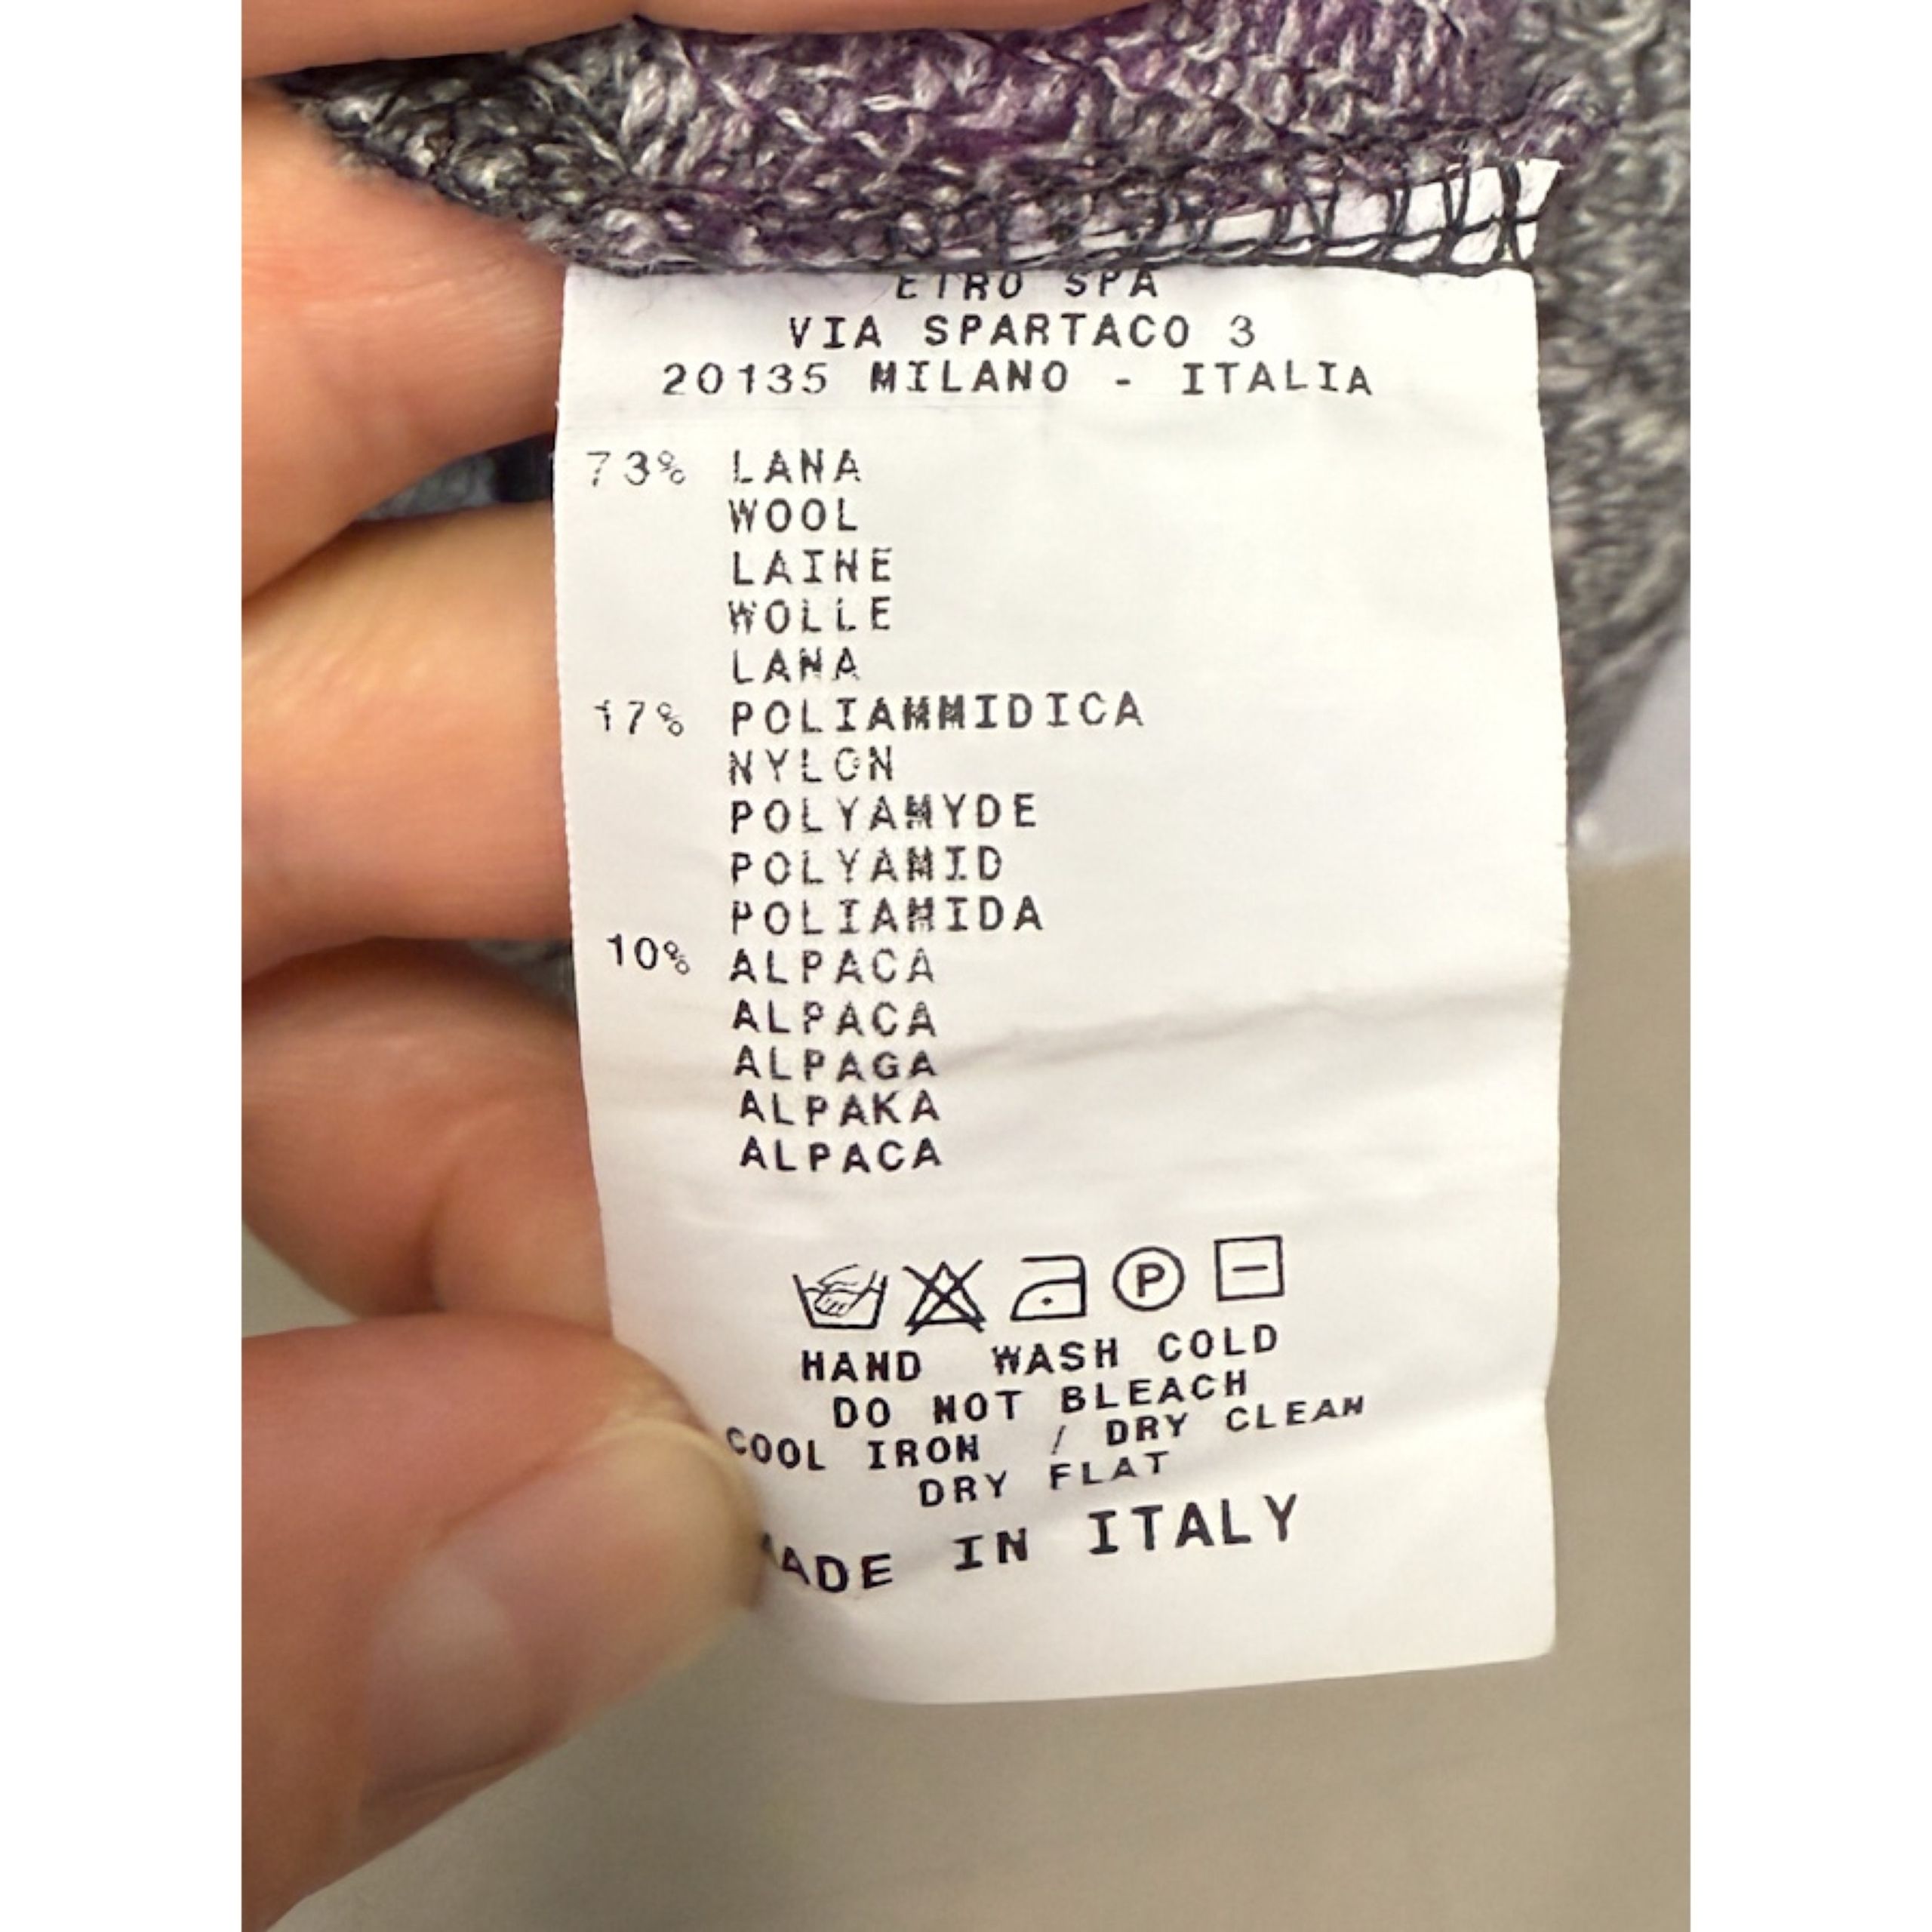 ETRO SPA
VIA SPARTACO 3
20135 MILANO - ITALIA
73% LANA
WOOL
LAINE
WOLLE
LANA
17% POLIAMMIDICA
NYLON
POLYAMYDE
POLYAMID
POLIAMIDA
10% ALPACA
ALPACA
ALPAGA
ALPAKA
ALPACA
P
HAND WASH COLD
DO NOT BLEACH
COOL IRON / DRY CLEAN
DRY FLAT
MADE IN ITALY